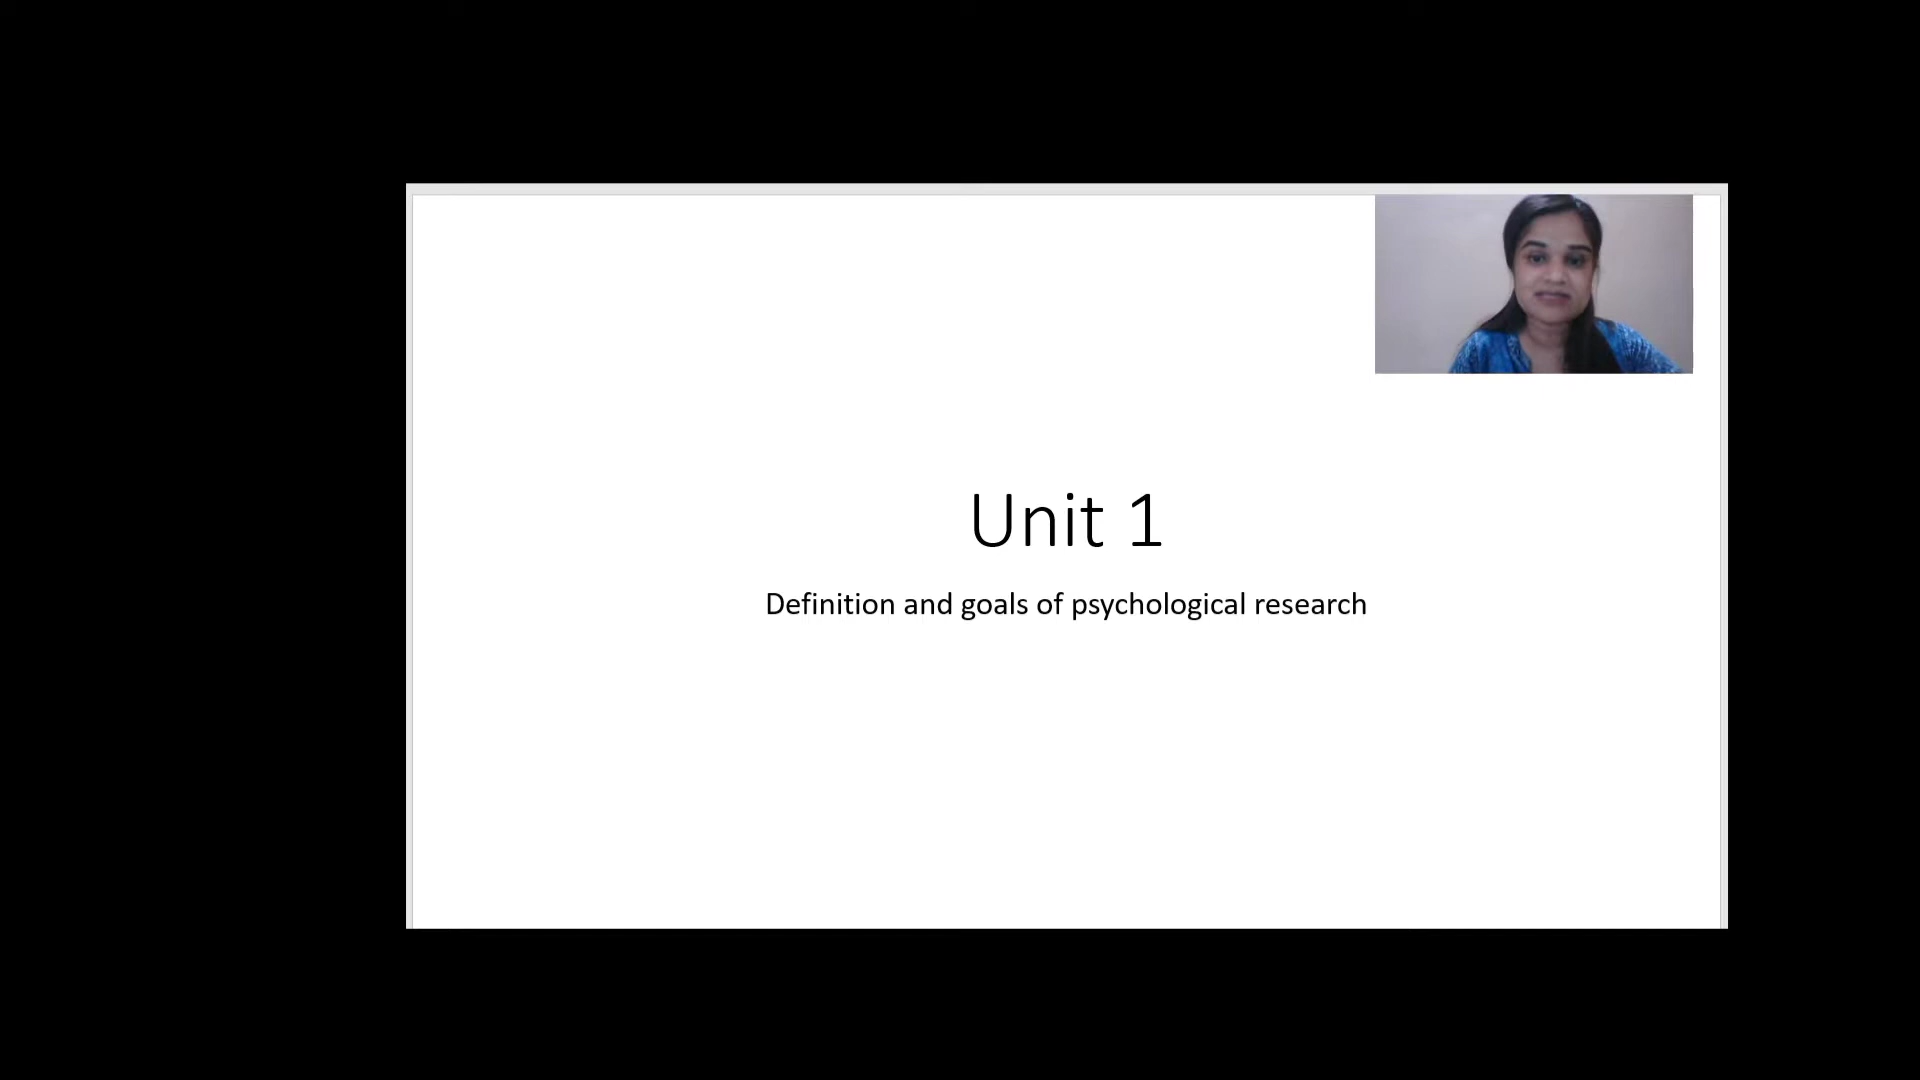 Unit 1
Definition and goals of psychological research